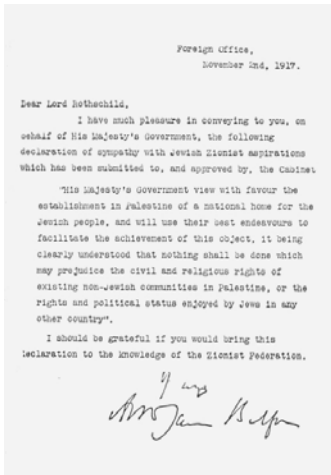 Foreign Office,
November 2nd, 1917.
Dear Lord Rothschild,
I have much pleasure in conveying to you, on
behalf of His Majesty's Government, the following
declaration of sympathy with Jewish Zionist aspirations
which has been submitted to, and approved by, the Cabinet
"His Majesty's Government view with favour the
establishment in Palestine of a national home for the
Jewish people, and will use their best endeavours to
facilitate the achievement of this object, it being
clearly understood that nothing shall be done which
may prejudice the civil and religious rights of
existing non-Jewish communities in Palestine, or the
rights and political status enjoyed by Jews in any
other country".
I should be grateful if you would bring this
declaration to the knowledge of the Zionist Federation.